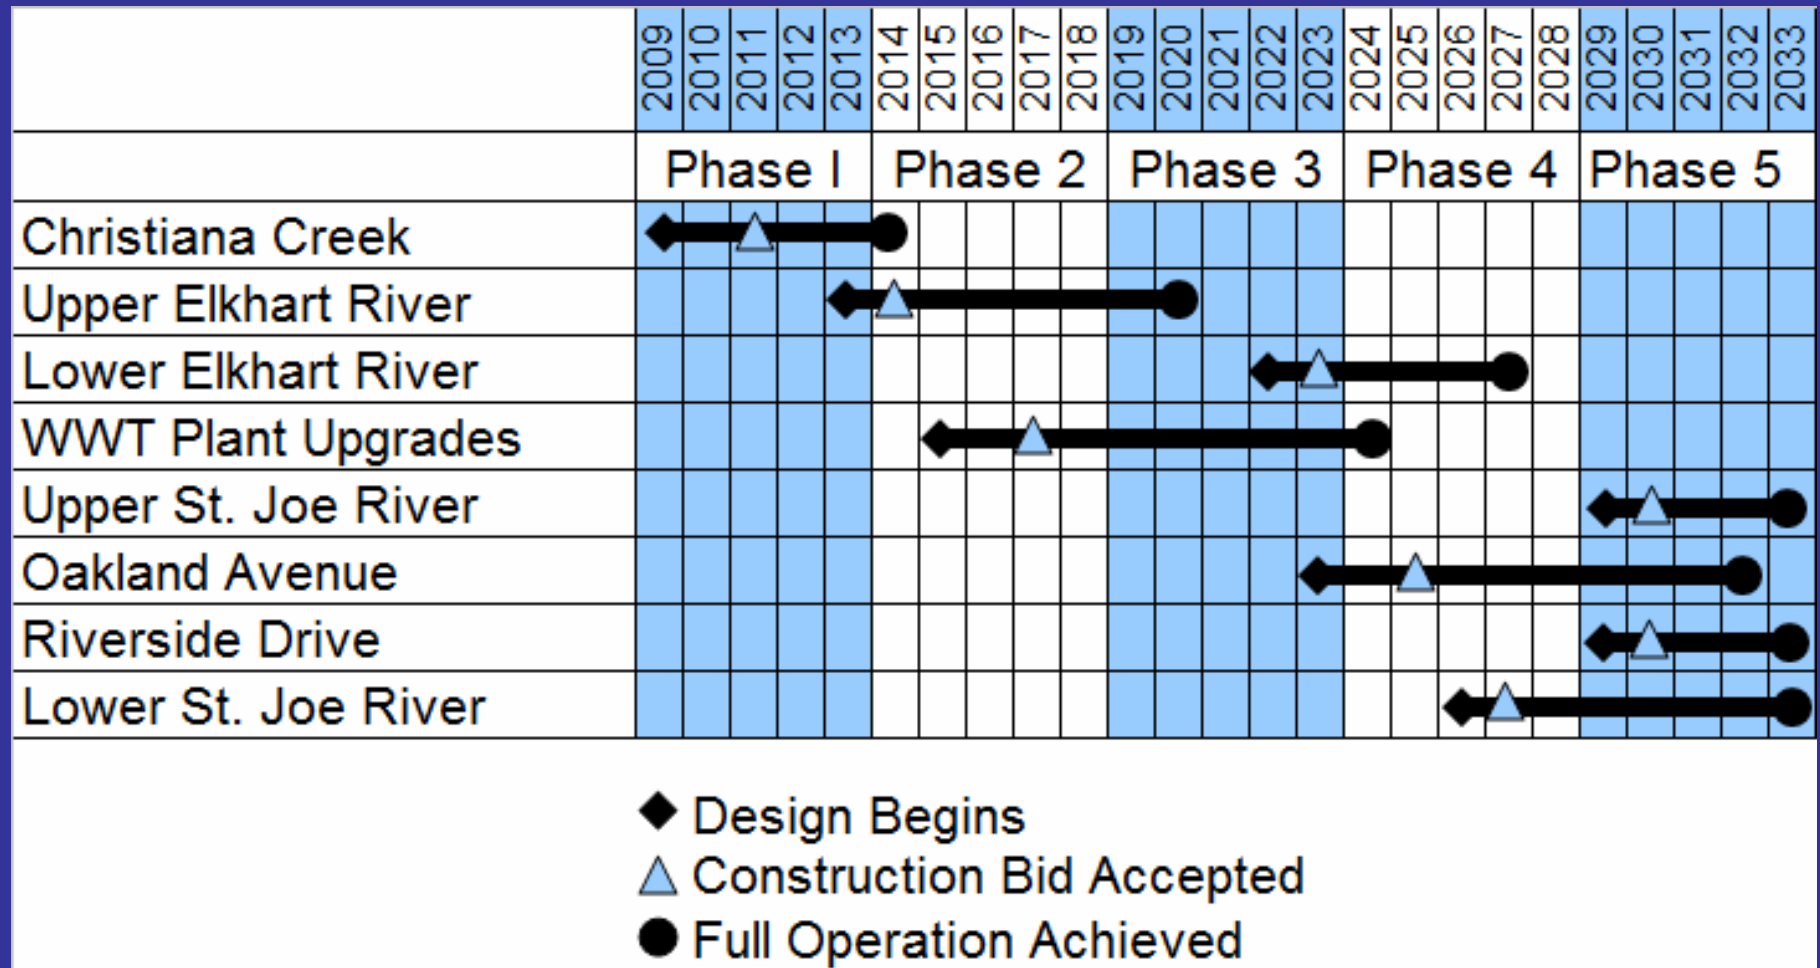 2009 2010 2011 2012 2013 2014 2015 2016 2017 2018 2019 2020 2021 2022 2023 2024 2025 2026 2027 2028 2029 2030 2031 2032 2033
Phase I Phase 2 Phase 3 Phase 4 Phase 5
Christiana Creek
Upper Elkhart River
Lower Elkhart River
WWT Plant Upgrades
Upper St. Joe River
Oakland Avenue
Riverside Drive
Lower St. Joe River
Design Begins
Construction Bid Accepted
Full Operation Achieved